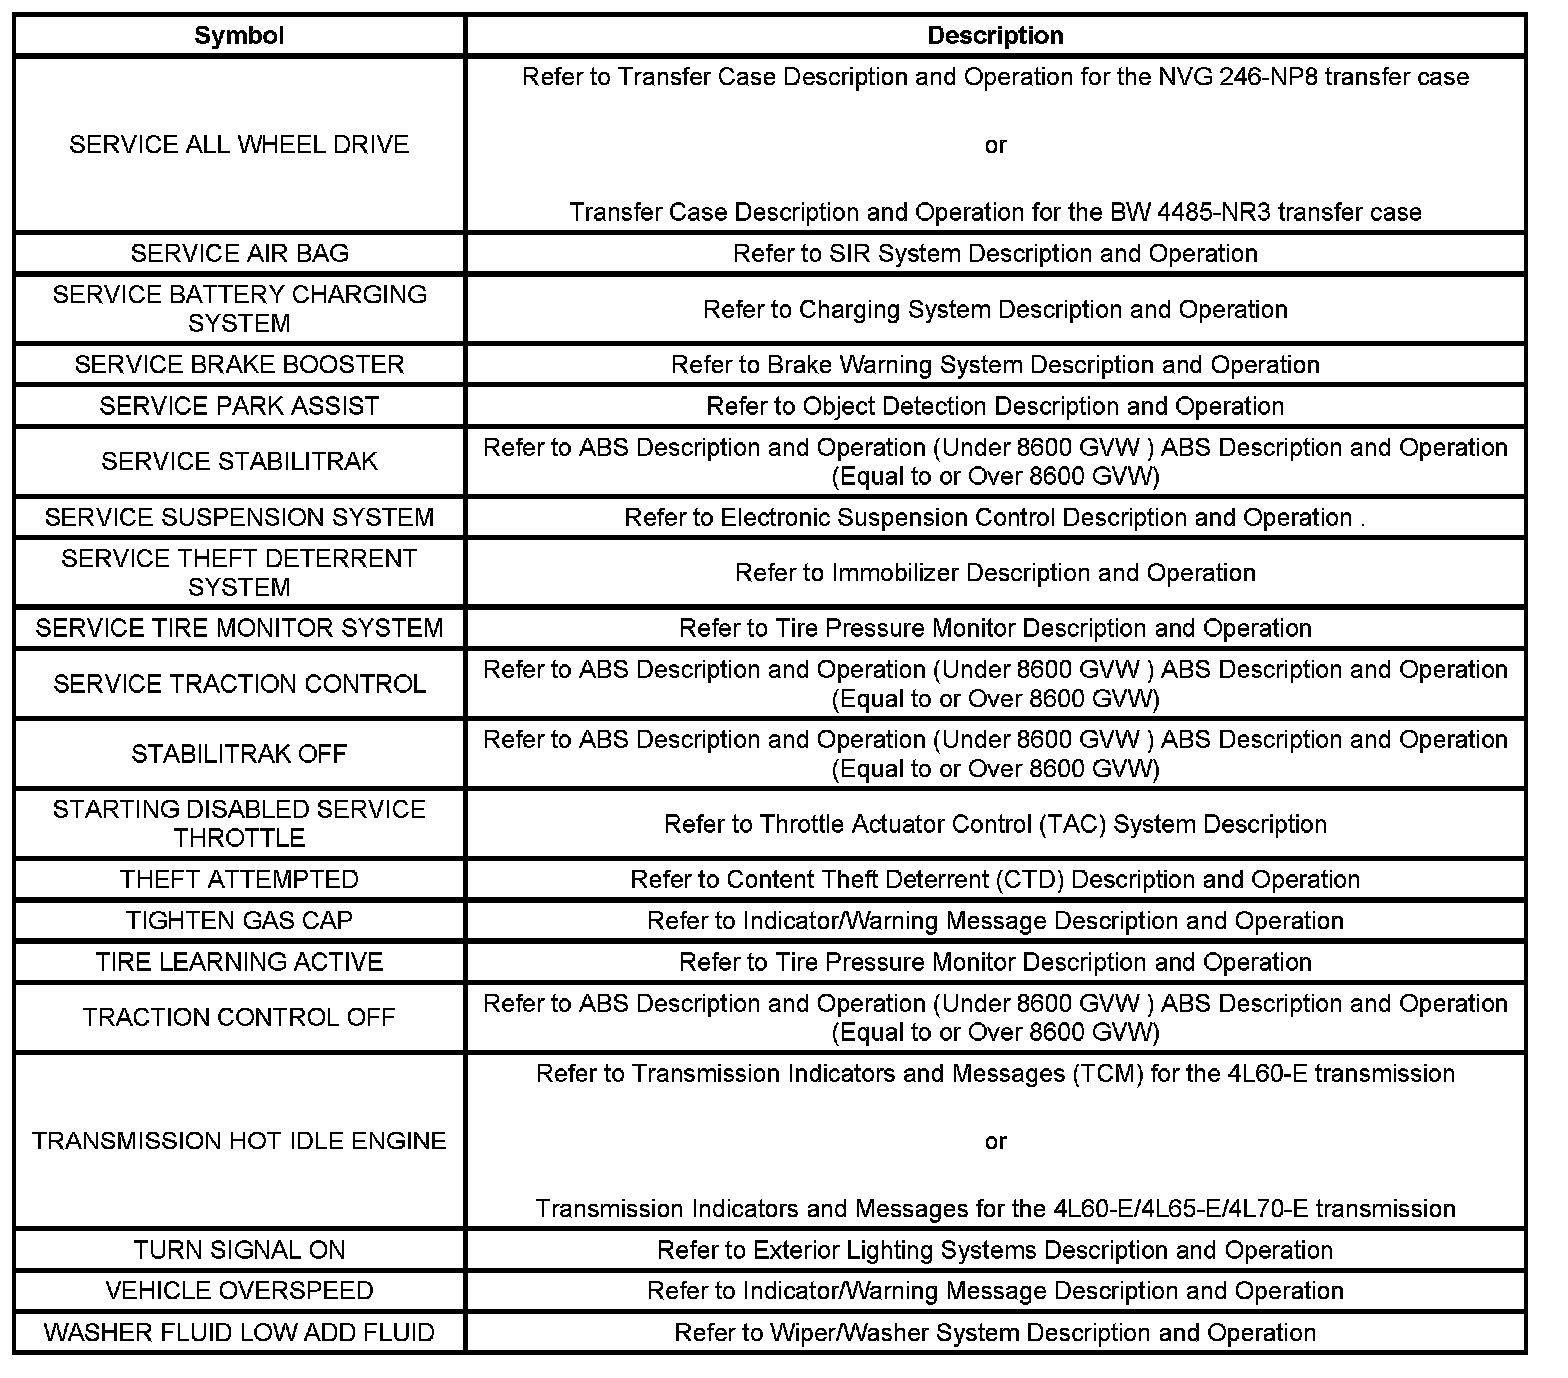 Symbol
Description
SERVICE ALL WHEEL DRIVE
Refer to Transfer Case Description and Operation for the NVG 246-NP8 transfer case
or
Transfer Case Description and Operation for the BW 4485-NR3 transfer case
SERVICE AIR BAG
Refer to SIR System Description and Operation
SERVICE BATTERY CHARGING
SYSTEM
Refer to Charging System Description and Operation
SERVICE BRAKE BOOSTER
Refer to Brake Warning System Description and Operation
SERVICE PARK ASSIST
Refer to Object Detection Description and Operation
SERVICE STABILITRAK
Refer to ABS Description and Operation (Under 8600 GVW ) ABS Description and Operation
(Equal to or Over 8600 GVW)
SERVICE SUSPENSION SYSTEM
Refer to Electronic Suspension Control Description and Operation .
SERVICE THEFT DETERRENT
SYSTEM
Refer to Immobilizer Description and Operation
SERVICE TIRE MONITOR SYSTEM
Refer to Tire Pressure Monitor Description and Operation
SERVICE TRACTION CONTROL
Refer to ABS Description and Operation (Under 8600 GVW ) ABS Description and Operation
(Equal to or Over 8600 GVW)
STABILITRAK OFF
Refer to ABS Description and Operation (Under 8600 GVW ) ABS Description and Operation
(Equal to or Over 8600 GVW)
STARTING DISABLED SERVICE
THROTTLE
Refer to Throttle Actuator Control (TAC) System Description
THEFT ATTEMPTED
Refer to Content Theft Deterrent (CTD) Description and Operation
TIGHTEN GAS CAP
Refer to Indicator/Warning Message Description and Operation
TIRE LEARNING ACTIVE
Refer to Tire Pressure Monitor Description and Operation
TRACTION CONTROL OFF
Refer to ABS Description and Operation (Under 8600 GVW ) ABS Description and Operation
(Equal to or Over 8600 GVW)
TRANSMISSION HOT IDLE ENGINE
Refer to Transmission Indicators and Messages (TCM) for the 4L60-E transmission
or
Transmission Indicators and Messages for the 4L60-E/4L65-E/4L70-E transmission
TURN SIGNAL ON
Refer to Exterior Lighting Systems Description and Operation
VEHICLE OVERSPEED
Refer to Indicator/Warning Message Description and Operation
WASHER FLUID LOW ADD FLUID
Refer to Wiper/Washer System Description and Operation